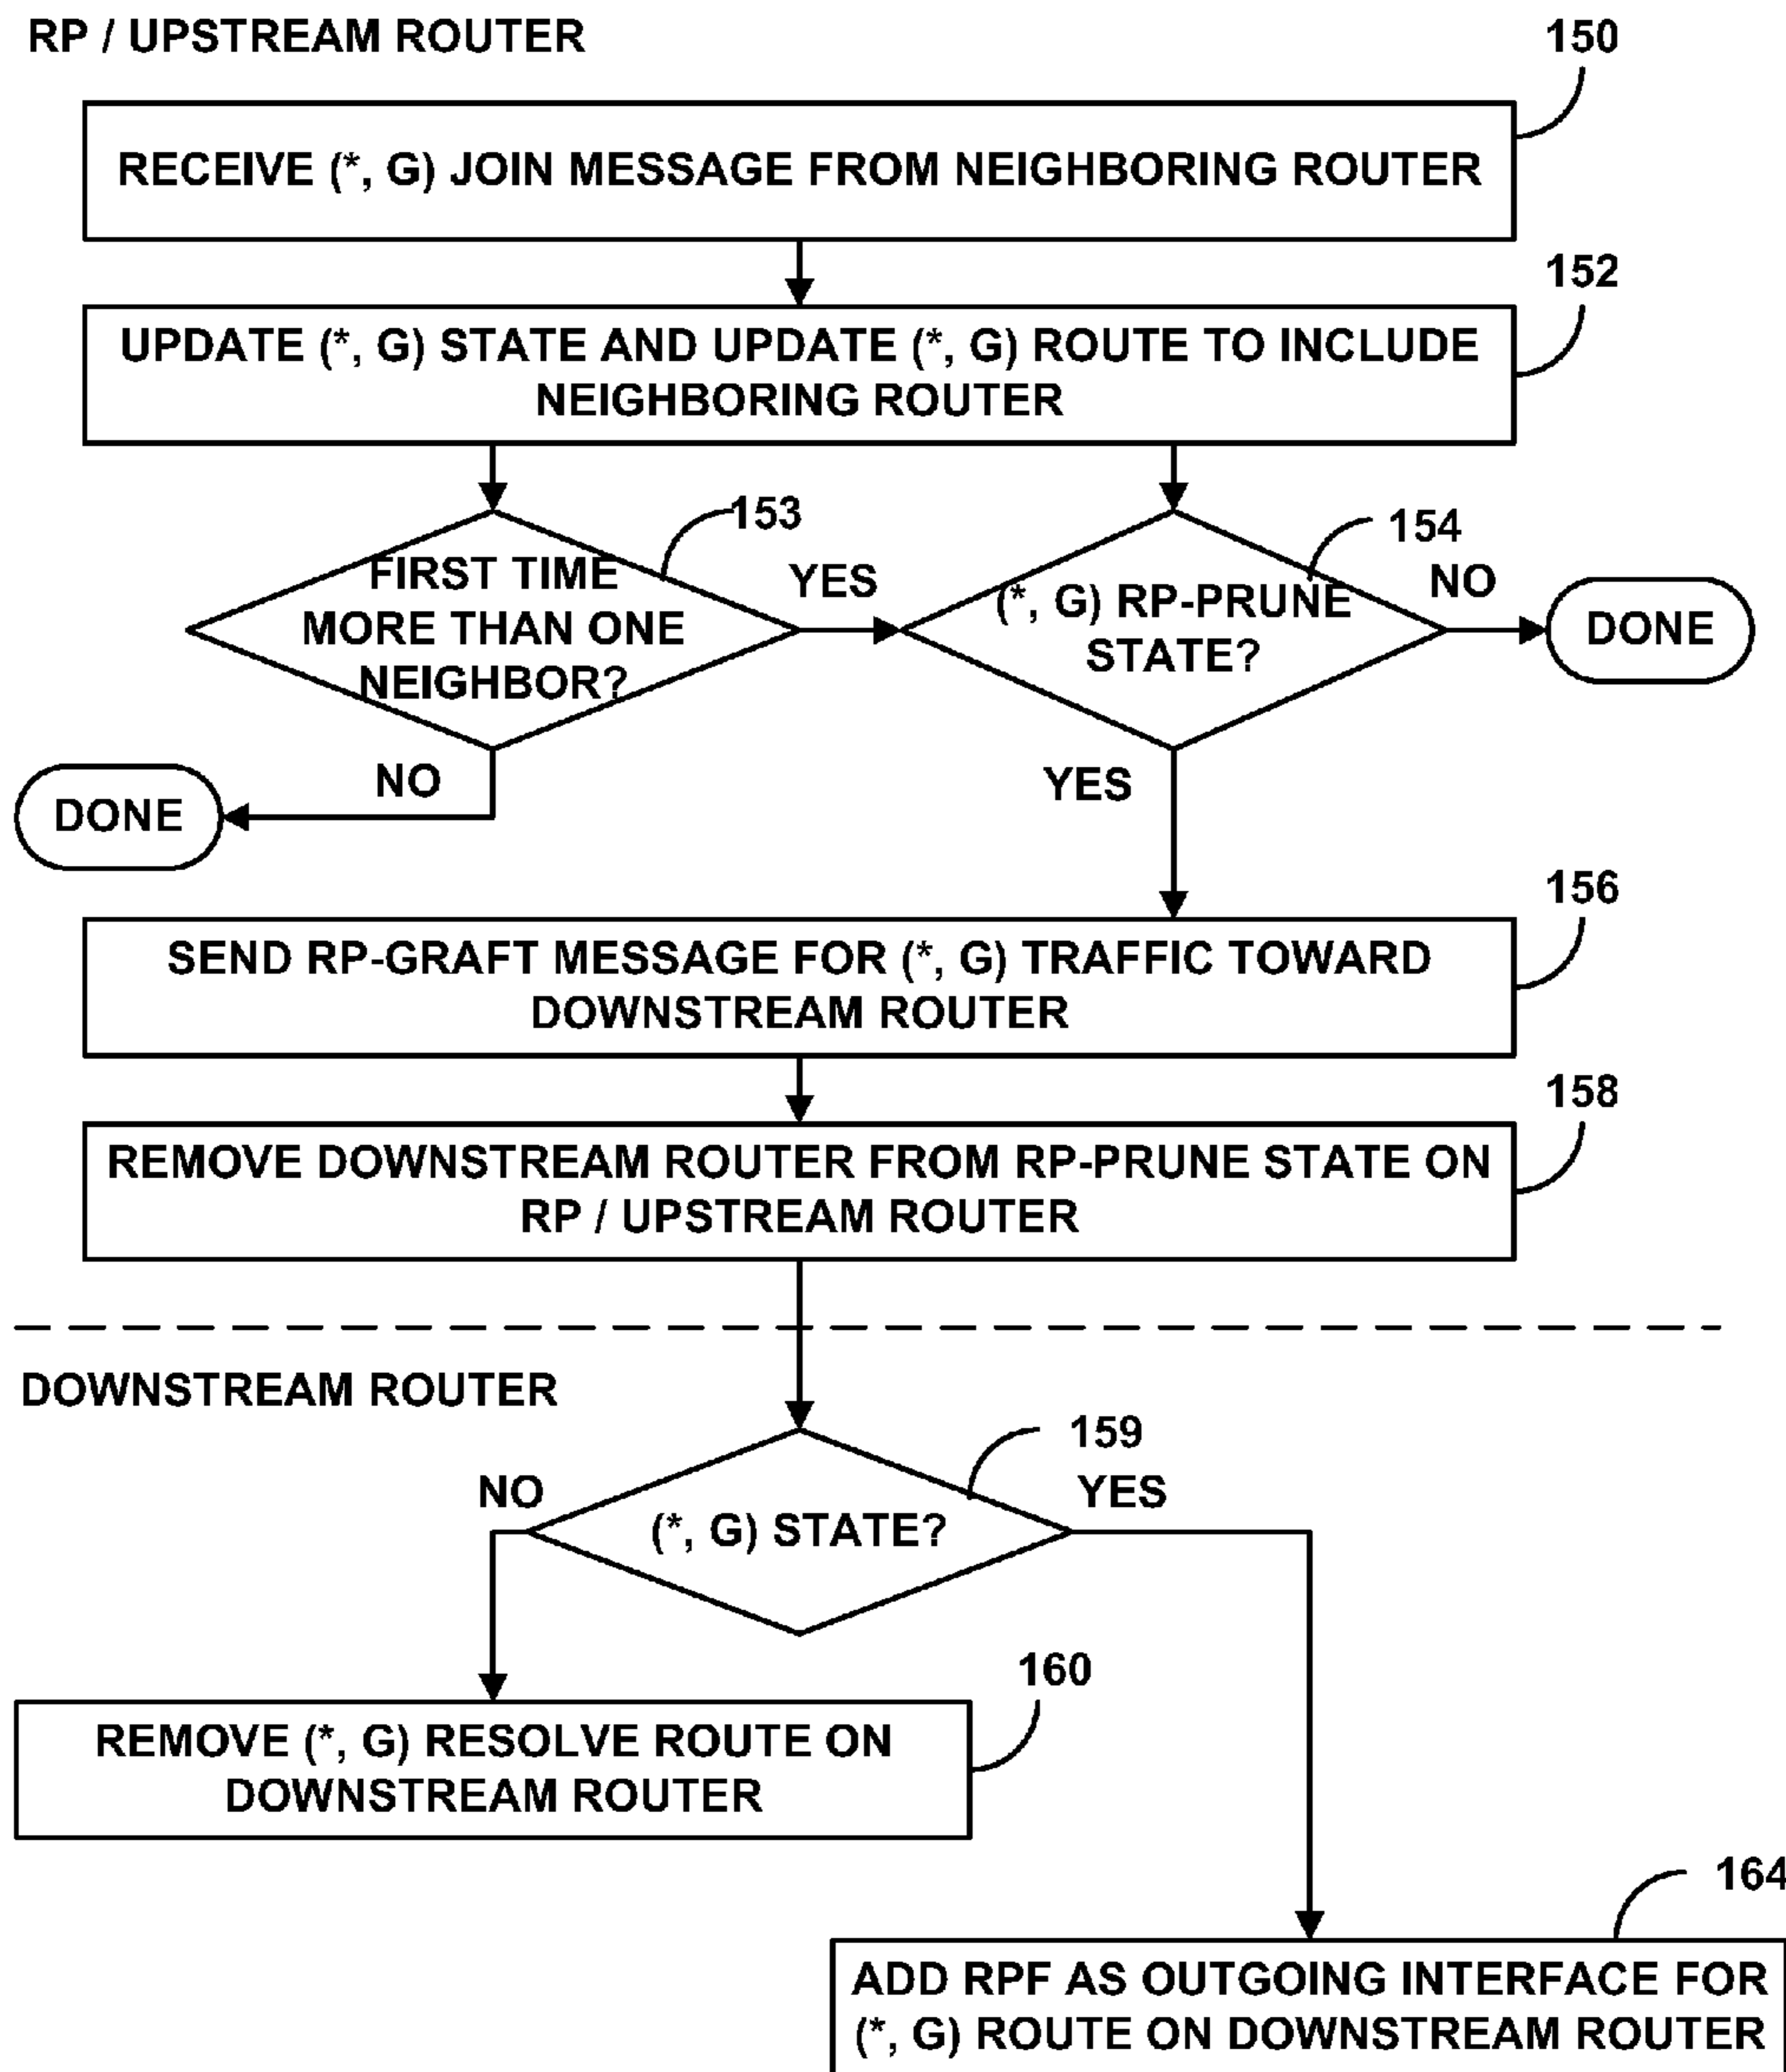 RP / UPSTREAM ROUTER
150
RECEIVE (*, G) JOIN MESSAGE FROM NEIGHBORING ROUTER
152
UPDATE (*, G) STATE AND UPDATE (*, G) ROUTE TO INCLUDE
NEIGHBORING ROUTER
153
FIRST TIME
MORE THAN ONE
NEIGHBOR?
YES
154
(*, G) RP-PRUNE
STATE?
NO
DONE
NO
DONE
YES
156
SEND RP-GRAFT MESSAGE FOR (*, G) TRAFFIC TOWARD
DOWNSTREAM ROUTER
158
REMOVE DOWNSTREAM ROUTER FROM RP-PRUNE STATE ON
RP / UPSTREAM ROUTER
DOWNSTREAM ROUTER
159
NO
YES
(*, G) STATE?
160
REMOVE (*, G) RESOLVE ROUTE ON
DOWNSTREAM ROUTER
164
ADD RPF AS OUTGOING INTERFACE FOR
(*, G) ROUTE ON DOWNSTREAM ROUTER